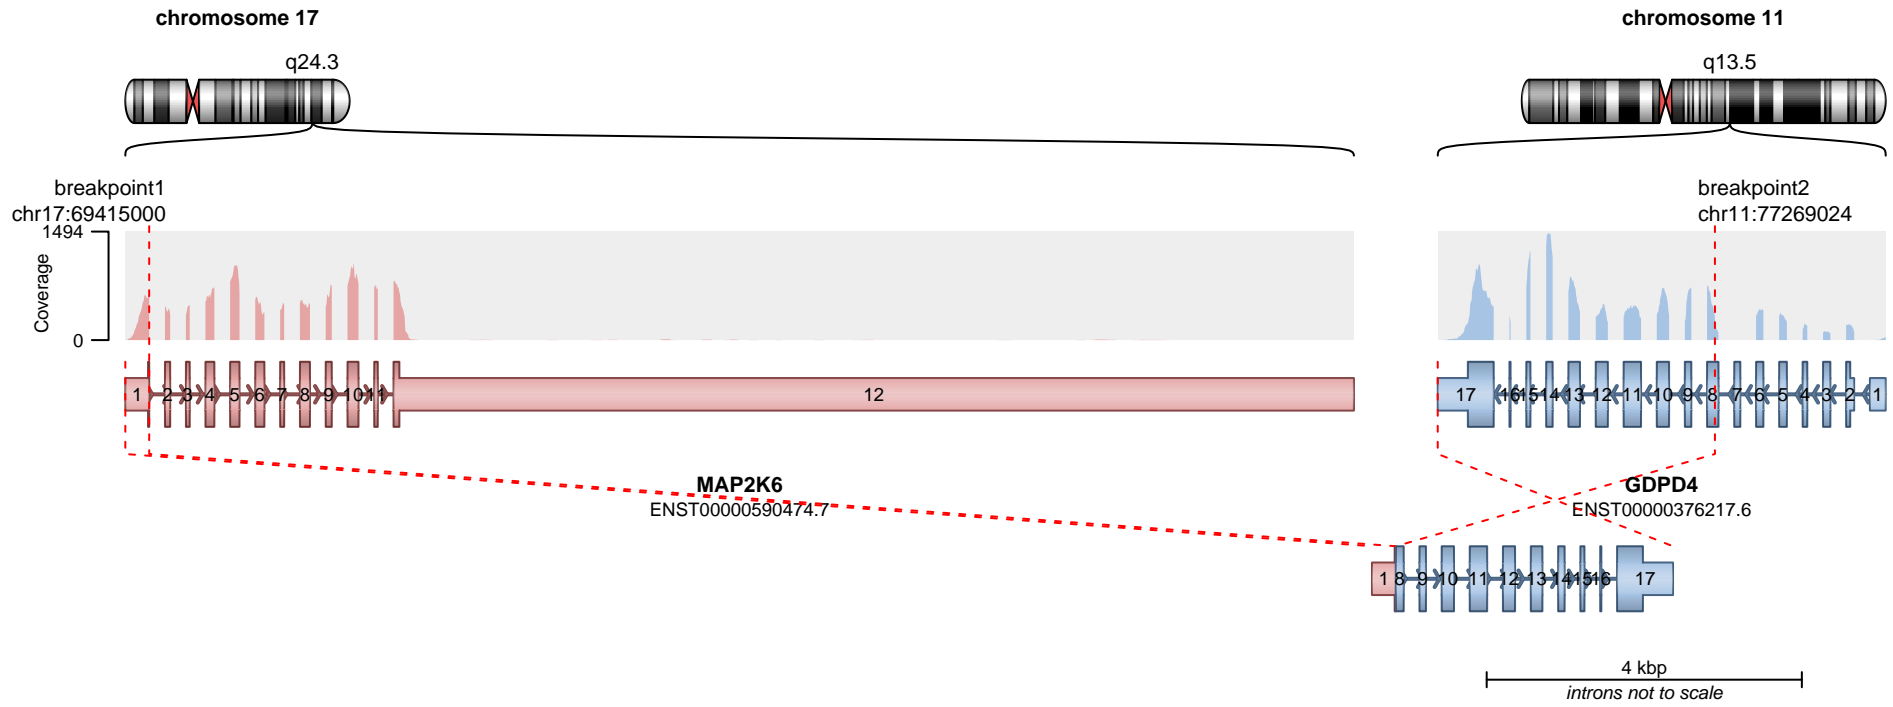 chromosome 17
chromosome 11
q24.3
q13.5
breakpoint1
chr17:69415000
breakpoint2
chr11:77269024
1494
Coverage
0
1 2 3 4 5 6 7 8 9 10 11 12
17 16 15 14 13 12 11 10 9 8 7 6 5 4 3 2 1
MAP2K6
ENST00000590474.7
GDPD4
ENST00000376217.6
1 8 9 10 11 12 13 14 15 16 17
4 kbp
introns not to scale